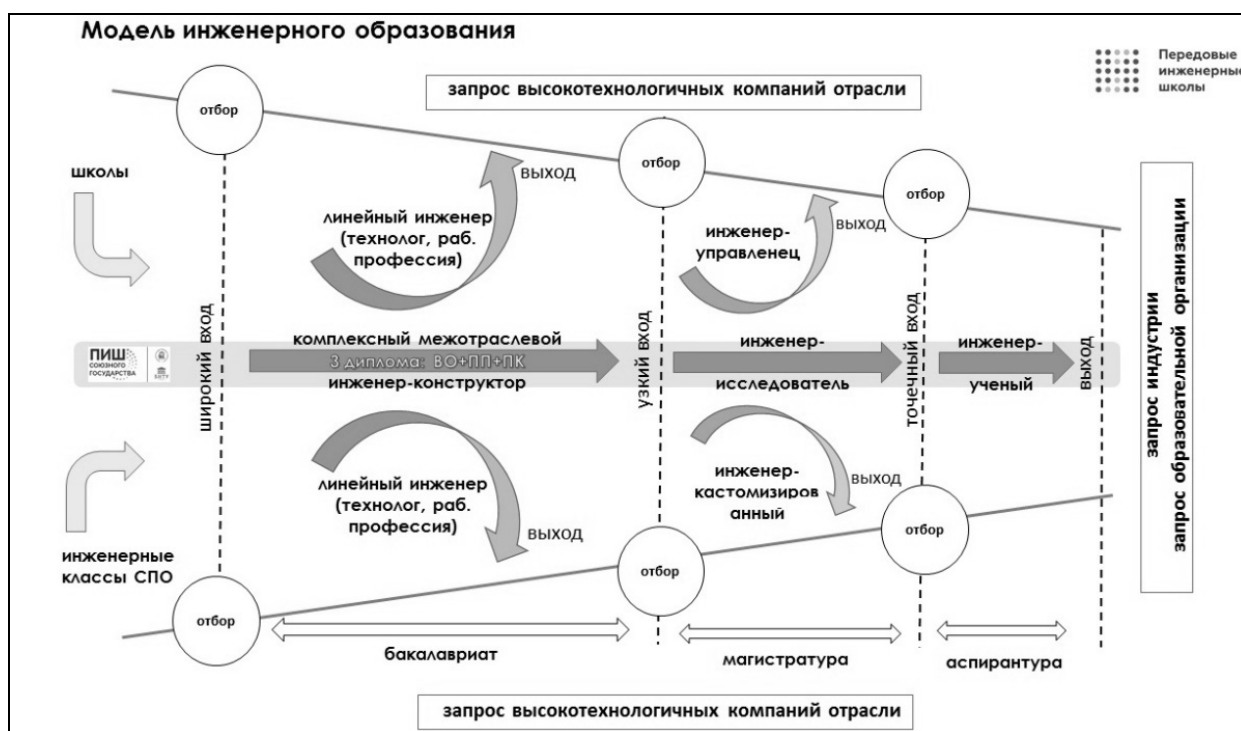 Модель инженерного образования
Передовые
инженерные
школы
запрос высокотехнологичных компаний отрасли
отбор
отбор
отбор
школы
выход
линейный инженер
(технолог, раб.
профессия)
выход
инженер-
управленец
широкий вход
узкий вход
точечный вход
выход
ПИШ
СОЮЗНОГО
ГОСУДАРСТВА
комплексный межотраслевой
3 диплома: ВО+ПП+ПК
инженер-конструктор
инженер-
исследователь
инженер-
ученый
запрос индустрии
запрос образовательной организации
линейный инженер
(технолог, раб.
профессия)
выход
инженер-
кастомизиров
анный
выход
инженерные
классы СПО
отбор
отбор
отбор
бакалавриат
магистратура
аспирантура
запрос высокотехнологичных компаний отрасли